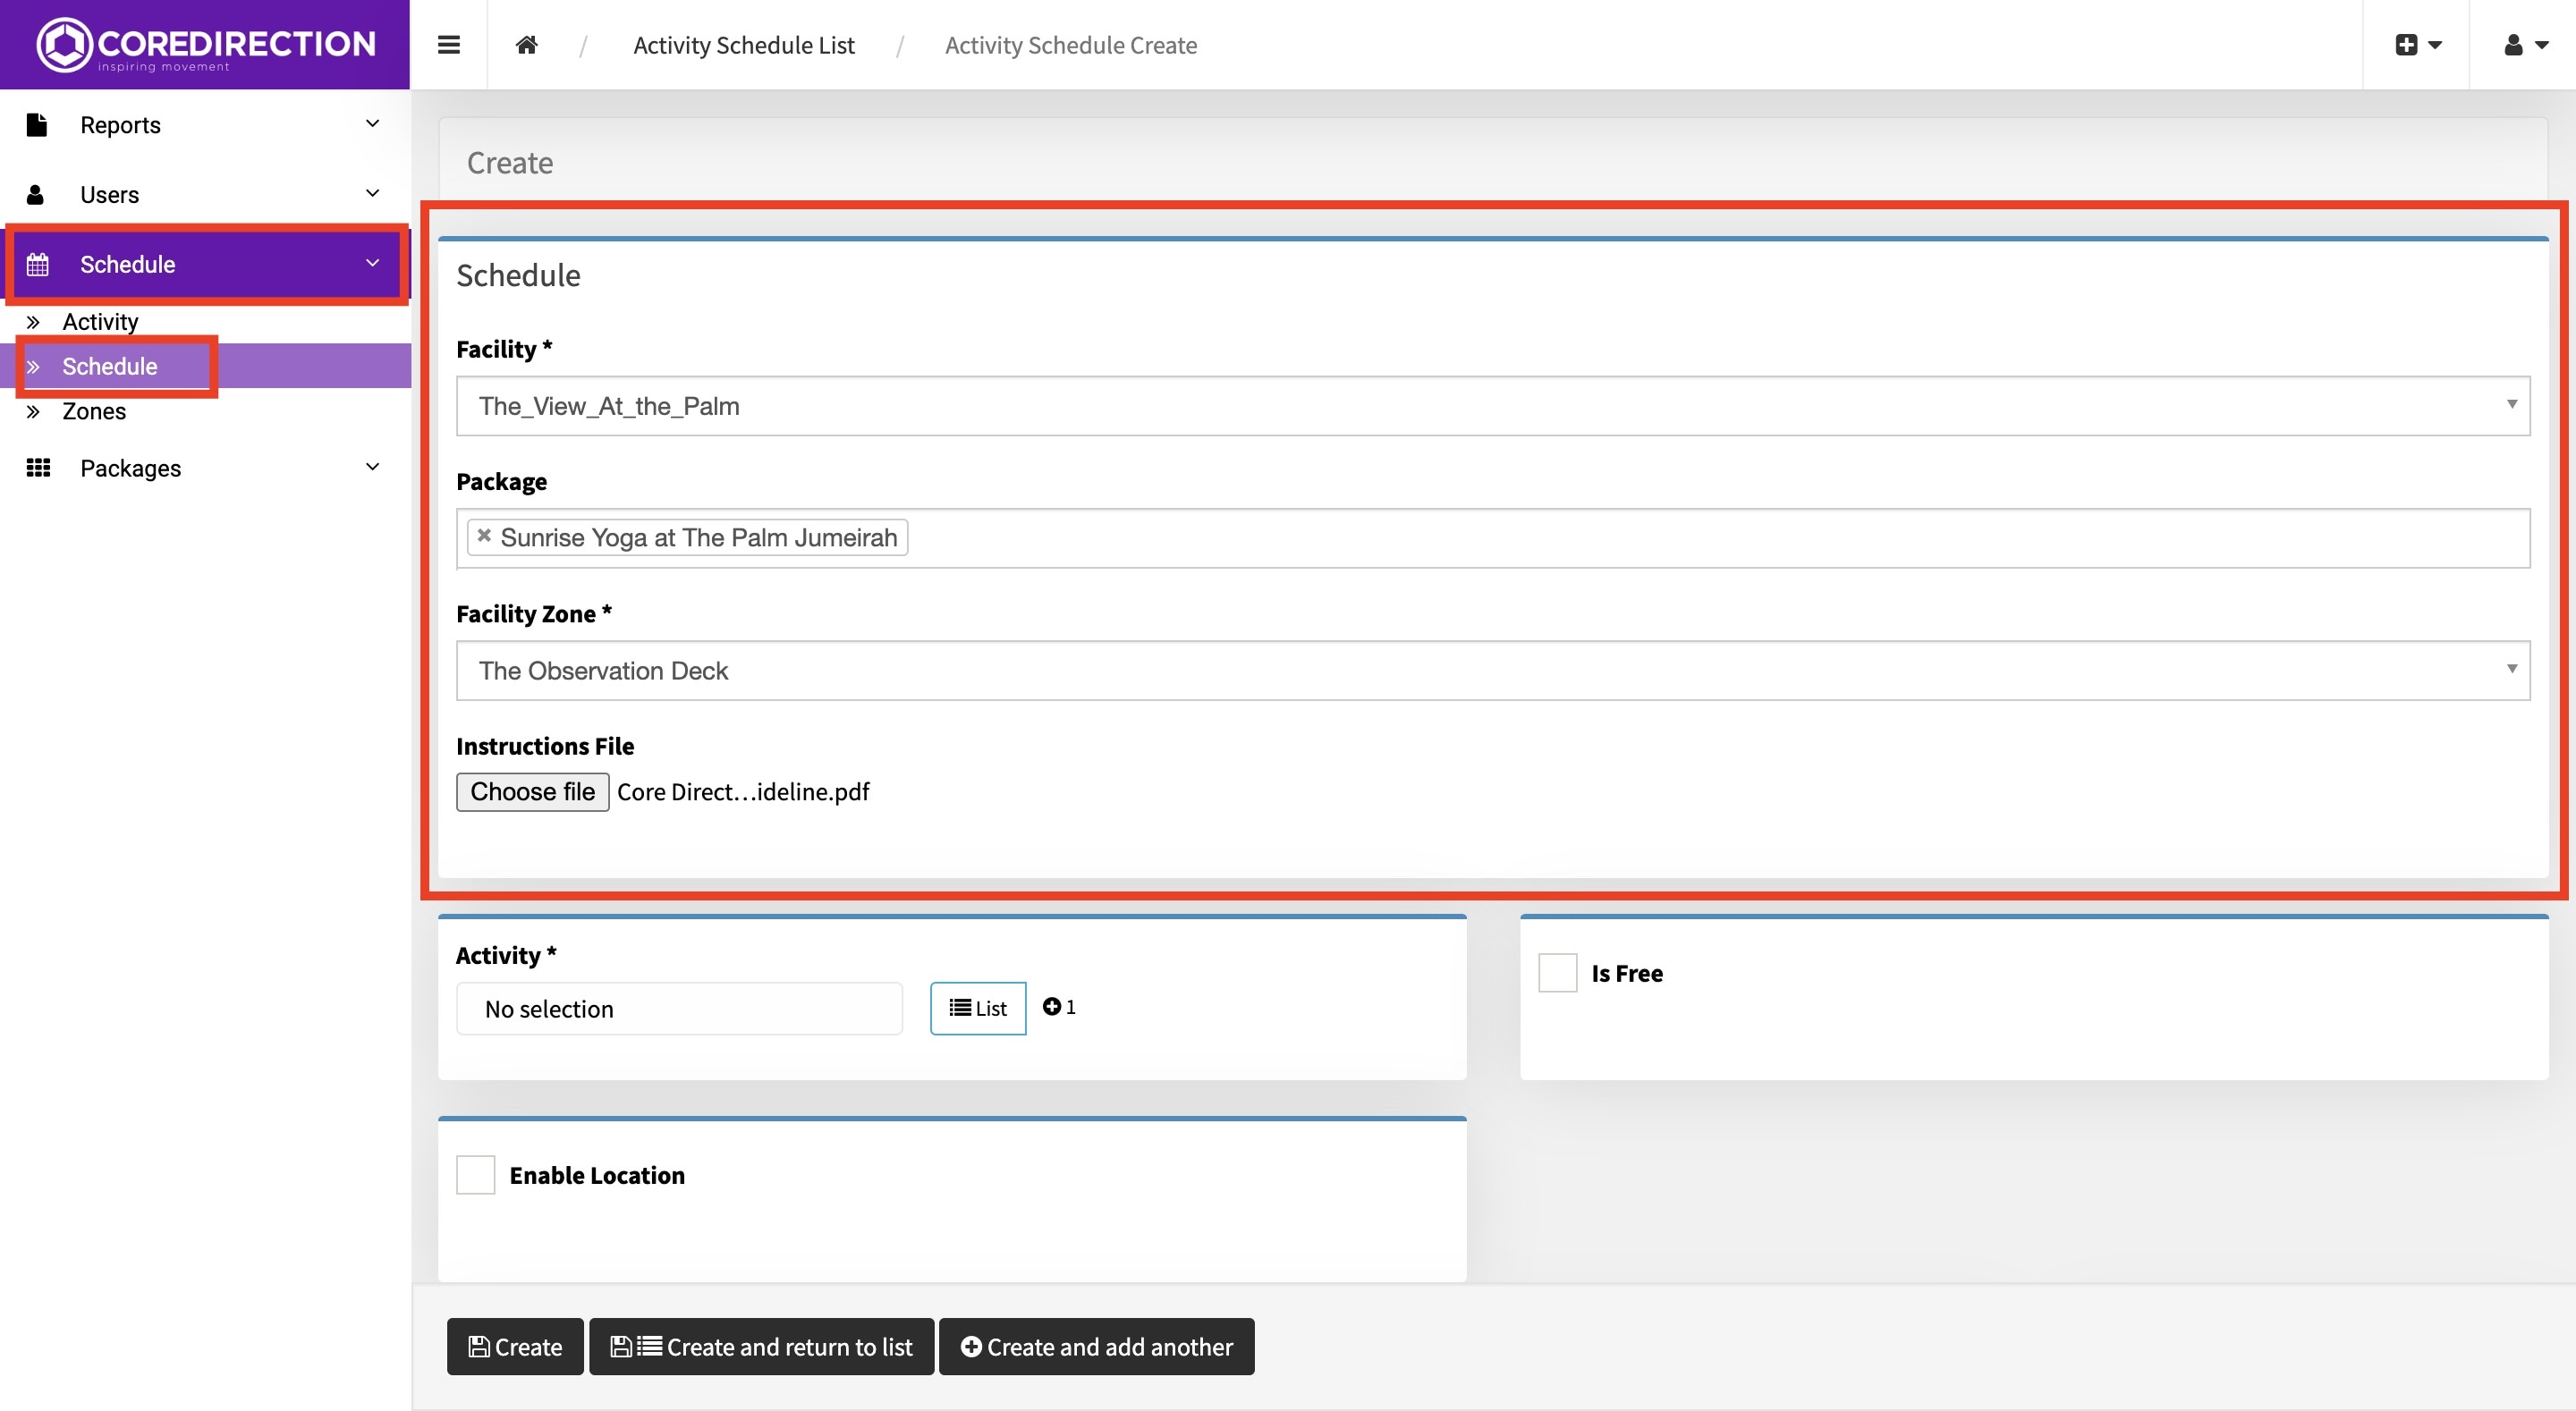 COREDIRECTION
inspiring movement
/ Activity Schedule List / Activity Schedule Create
Reports
Users
Schedule
Activity
Schedule
Zones
Packages
Create
Schedule
Facility *
The_View_At_the_Palm
Package
× Sunrise Yoga at The Palm Jumeirah
Facility Zone *
The Observation Deck
Instructions File
Choose file Core Direct...ideline.pdf
Activity *
No selection List 1
Is Free
Enable Location
Create Create and return to list Create and add another